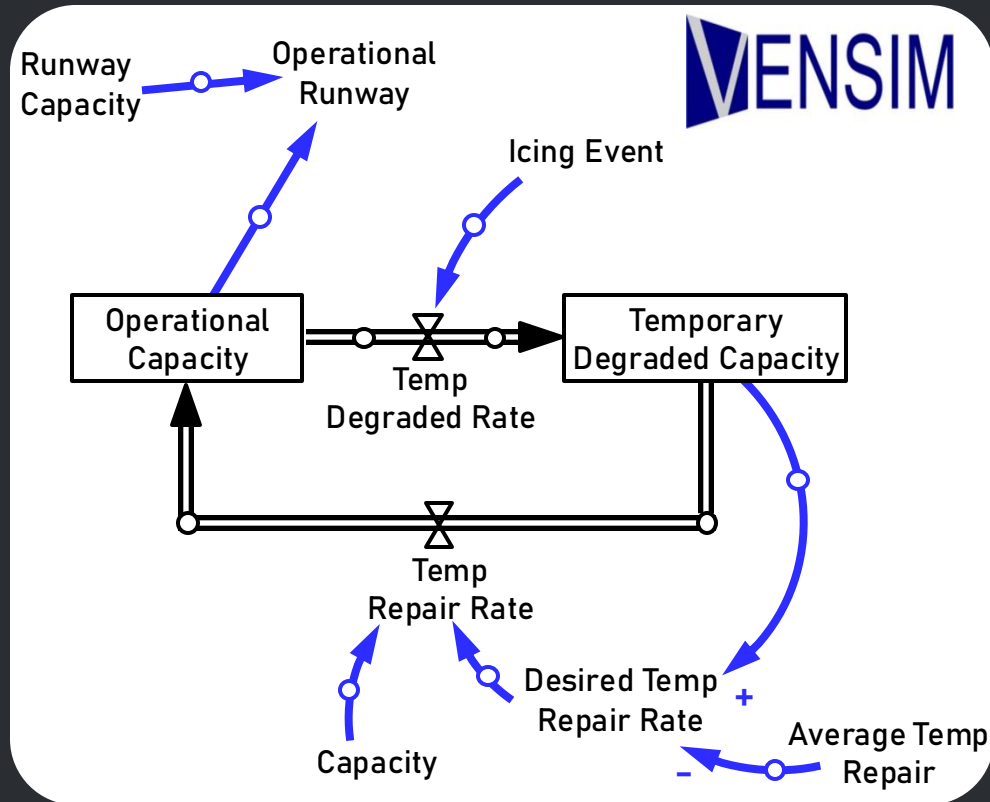 VENSIM
Runway
Capacity
Operational
Runway
Icing Event
Operational
Capacity
Temp
Degraded Rate
Temporary
Degraded Capacity
Temp
Repair Rate
Desired Temp
Repair Rate
+
-
Average Temp
Repair
Capacity